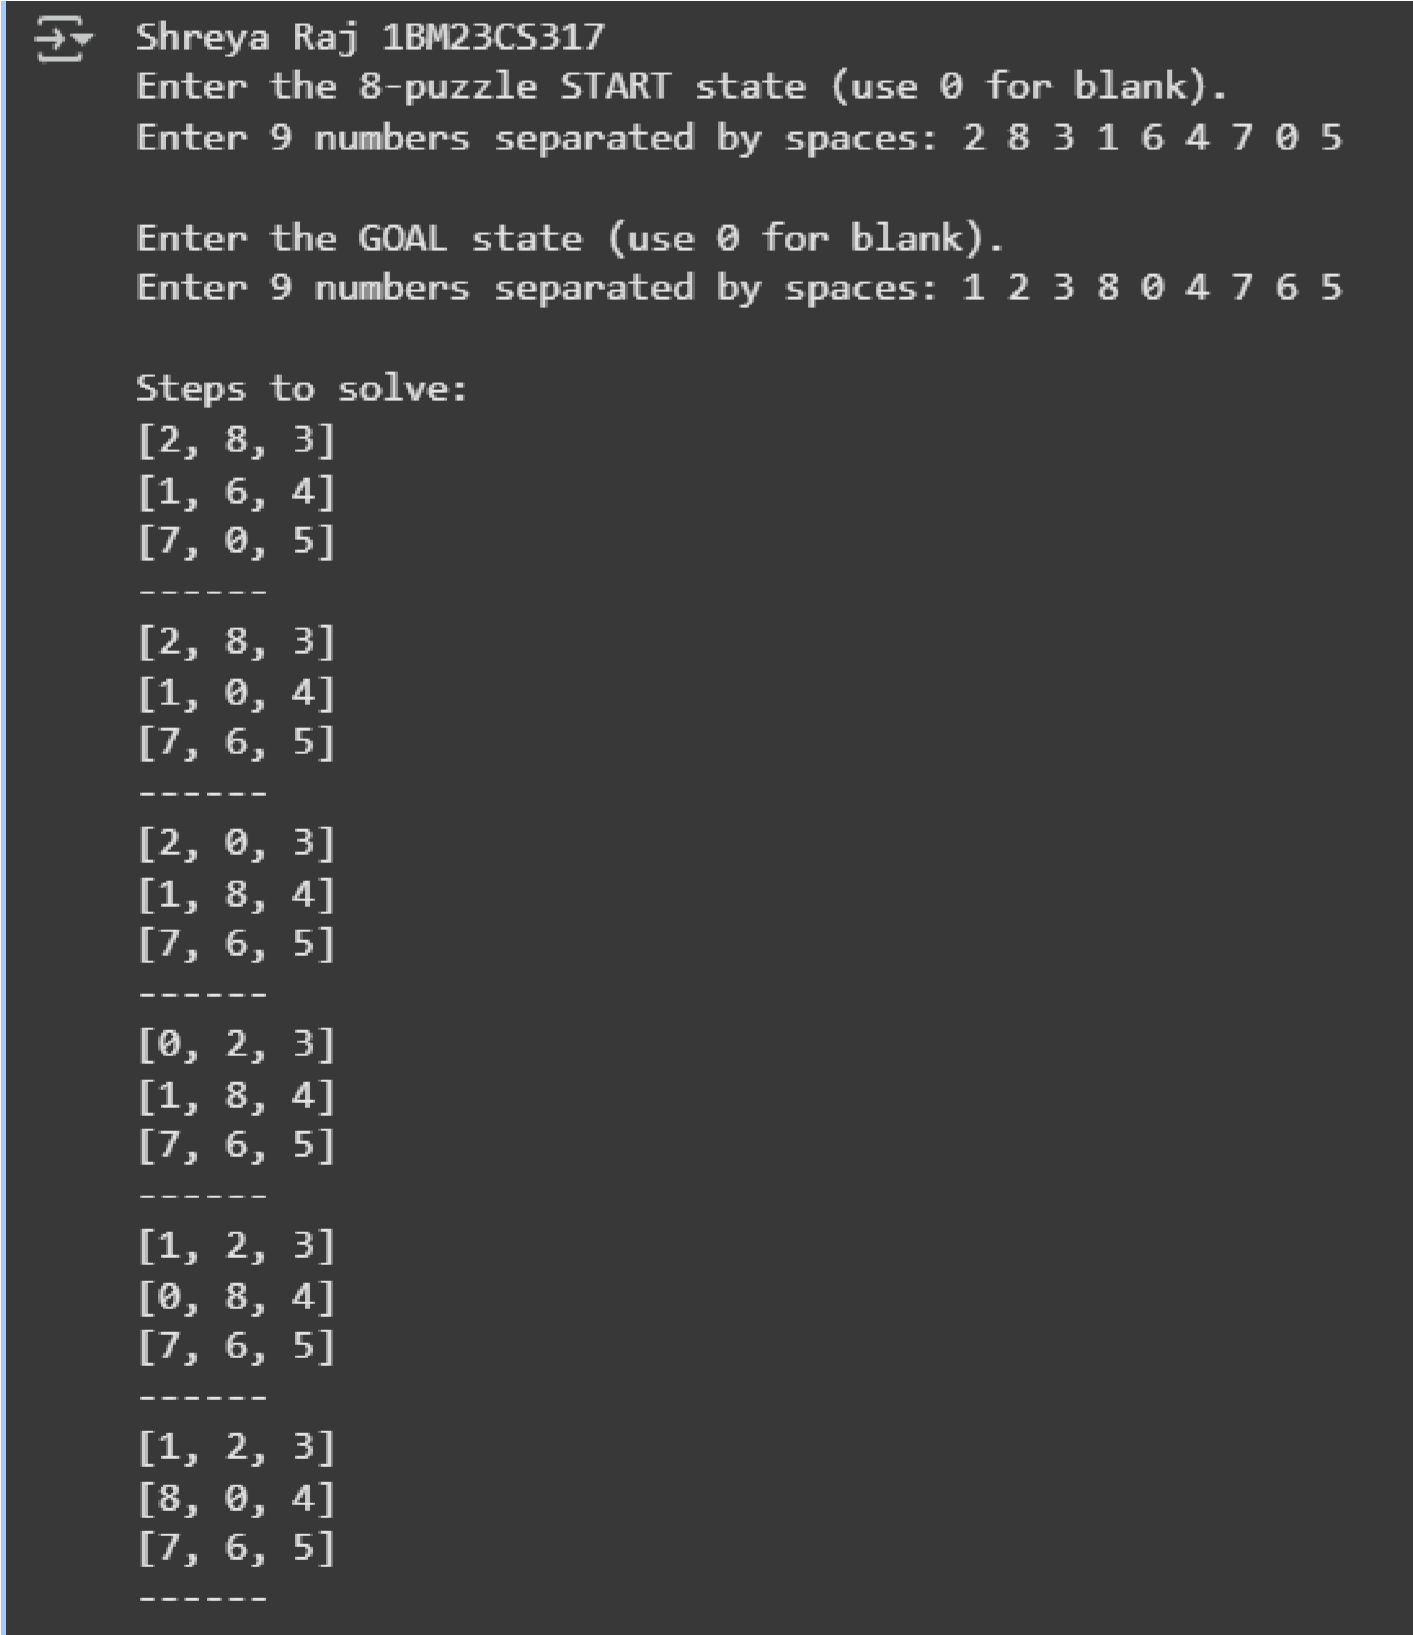 Shreya Raj 1BM23CS317
Enter the 8-puzzle START state (use 0 for blank).
Enter 9 numbers separated by spaces: 2 8 3 1 6 4 7 0 5
Enter the GOAL state (use 0 for blank).
Enter 9 numbers separated by spaces: 1 2 3 8 0 4 7 6 5
Steps to solve:
[2, 8, 3]
[1, 6, 4]
[7, 0, 5]
------
[2, 8, 3]
[1, 0, 4]
[7, 6, 5]
------
[2, 0, 3]
[1, 8, 4]
[7, 6, 5]
------
[0, 2, 3]
[1, 8, 4]
[7, 6, 5]
------
[1, 2, 3]
[0, 8, 4]
[7, 6, 5]
------
[1, 2, 3]
[8, 0, 4]
[7, 6, 5]
------